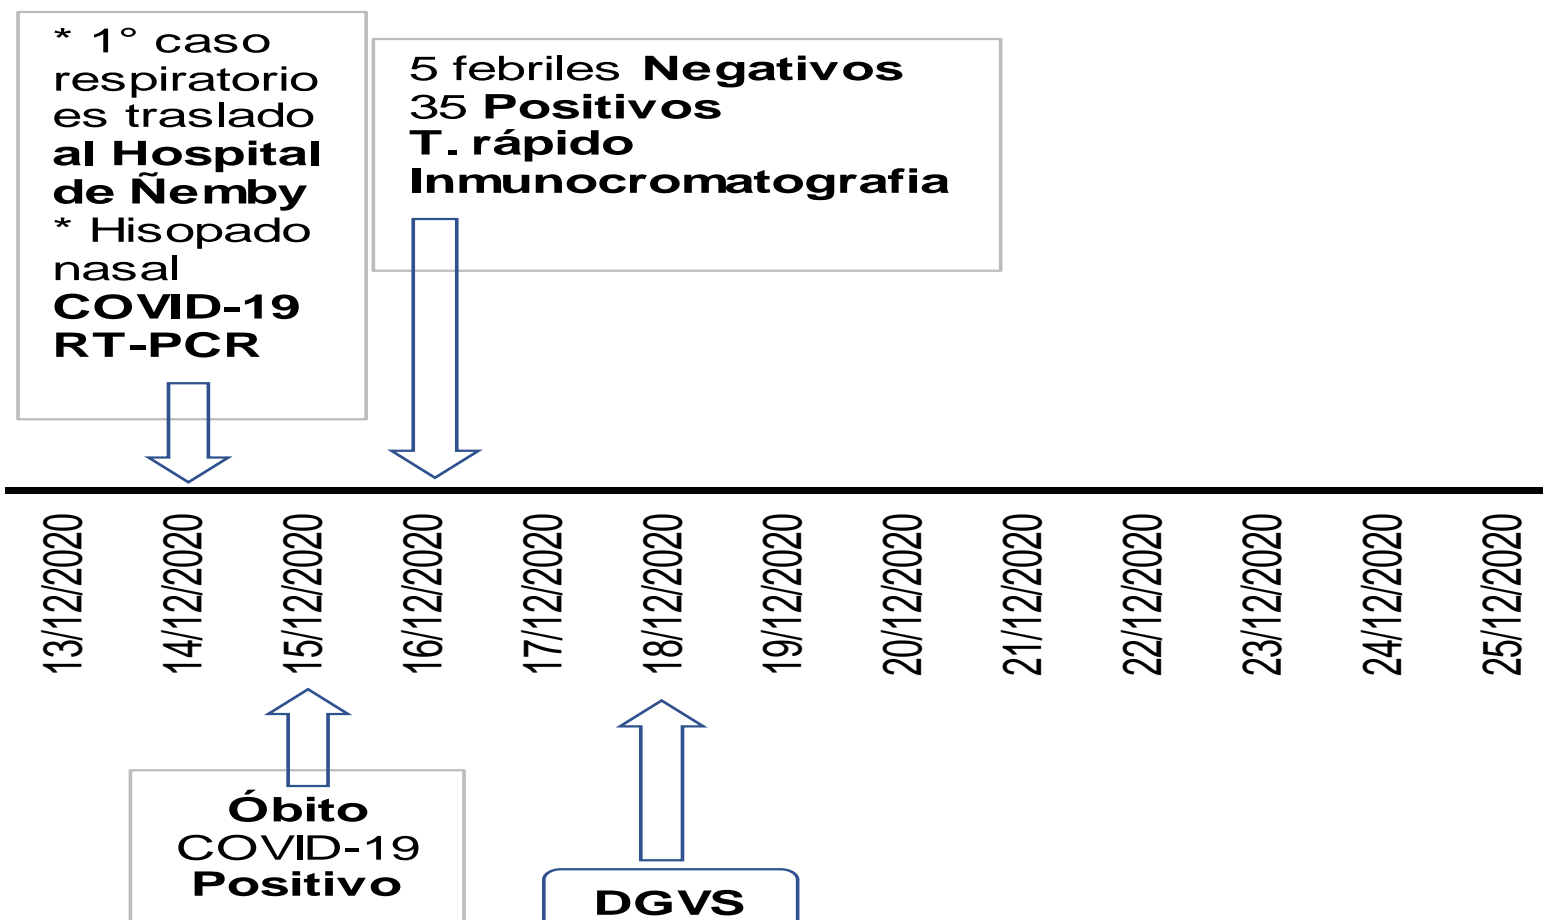 * 1° caso
respiratorio
es traslado
al Hospital
de Ñemby
* Hisopado
nasal
COVID-19
RT-PCR
5 febriles Negativos
35 Positivos
T. rápido
Inmunocromatografia
13/12/2020
14/12/2020
15/12/2020
16/12/2020
17/12/2020
18/12/2020
19/12/2020
20/12/2020
21/12/2020
22/12/2020
23/12/2020
24/12/2020
25/12/2020
Óbito
COVID-19
Positivo
DGVS